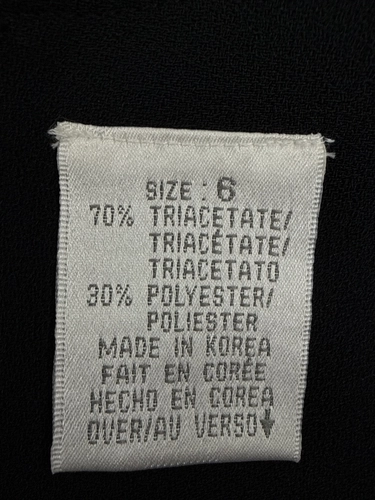 SIZE : 6
70% TRIACETATE/
TRIACÉTATE/
TRIACETATO
30% POLYESTER/
POLIESTER
MADE IN KOREA
FAIT EN CORÉE
HECHO EN COREA
OVER/AU VERSO↓